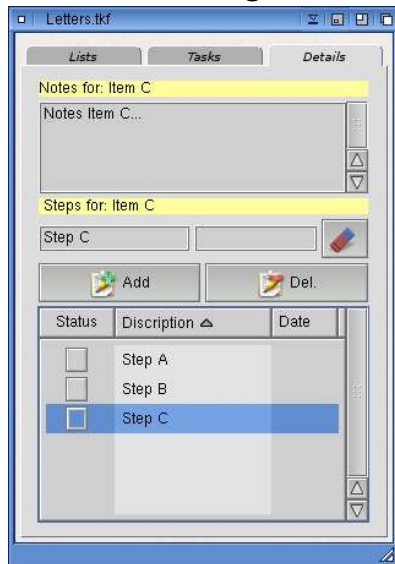 Letters.tkf
Lists Tasks Details
Notes for: Item C
Notes Item C...
Steps for: Item C
Step C
Add Del.
Status Discription Date
Step A
Step B
Step C